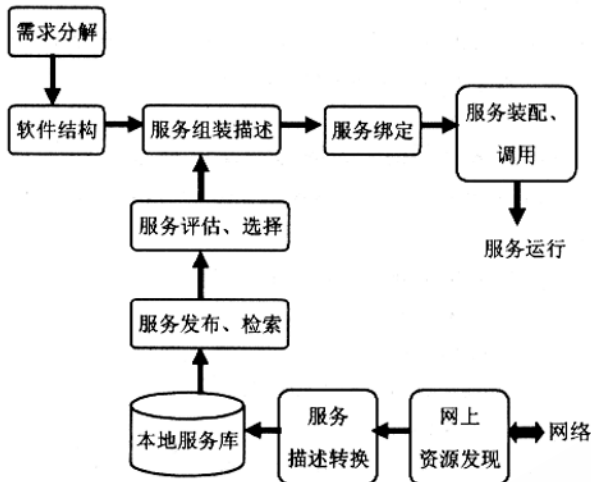 需求分解
软件结构
服务组装描述
服务绑定
服务装配、
调用
服务运行
服务评估、选择
服务发布、检索
本地服务库
服务
描述转换
网上
资源发现
网络